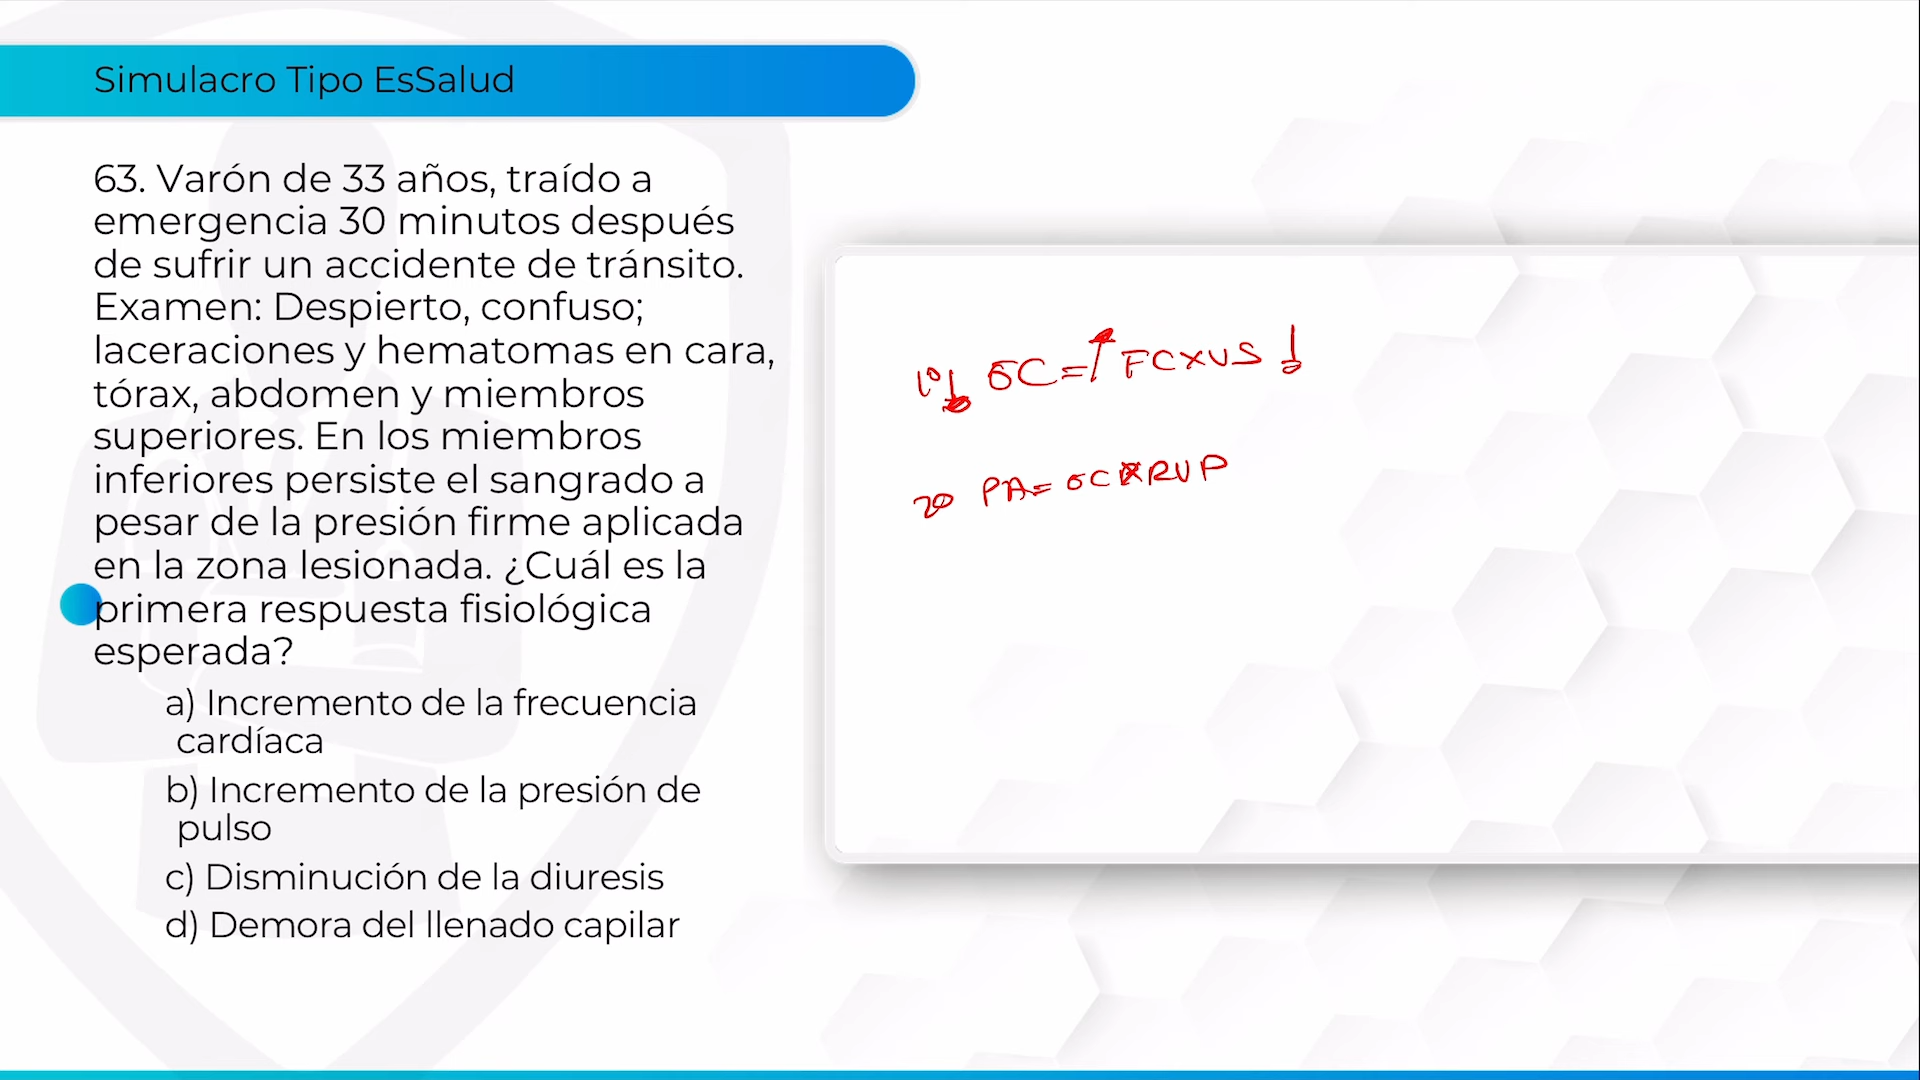 Simulacro Tipo EsSalud
63. Varón de 33 años, traído a
emergencia 30 minutos después
de sufrir un accidente de tránsito.
Examen: Despierto, confuso;
laceraciones y hematomas en cara,
tórax, abdomen y miembros
superiores. En los miembros
inferiores persiste el sangrado a
pesar de la presión firme aplicada
en la zona lesionada. ¿Cuál es la
primera respuesta fisiológica
esperada?
a) Incremento de la frecuencia
cardíaca
b) Incremento de la presión de
pulso
c) Disminución de la diuresis
d) Demora del llenado capilar
1º ↓ GC = ↑ FC X VS ↓
2º PA = GC X RVP